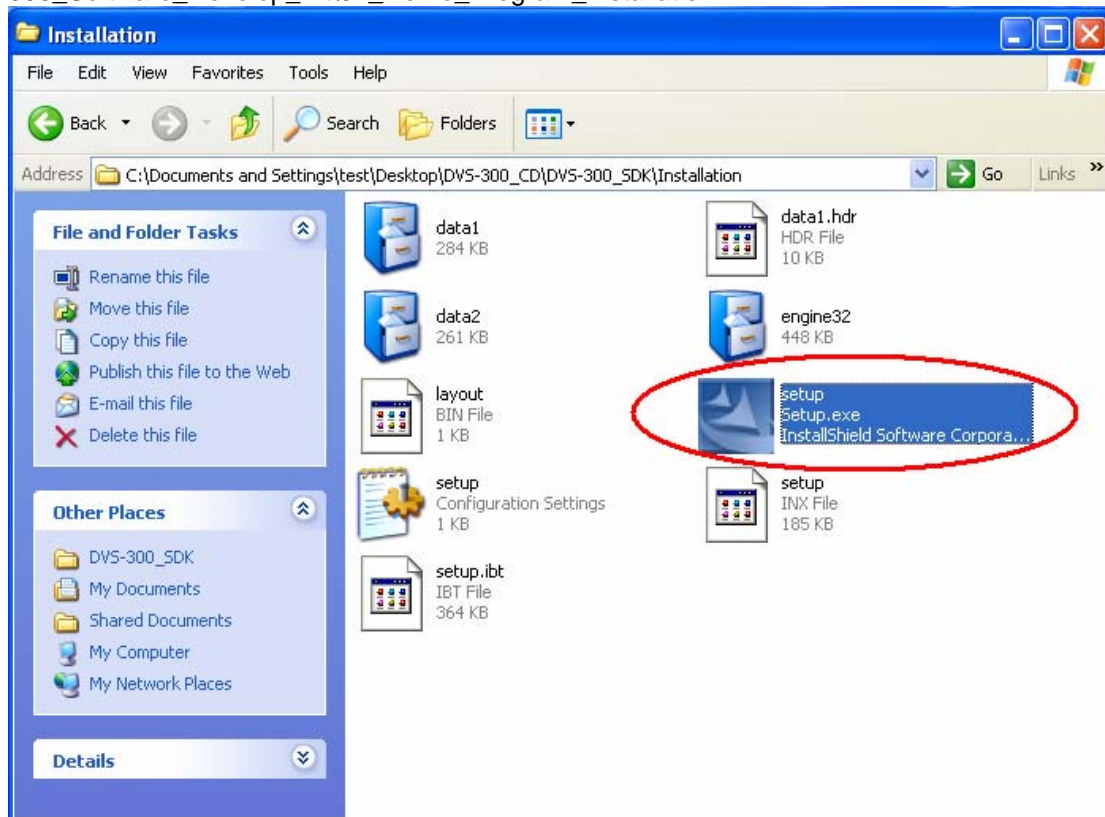 Installation
File Edit View Favorites Tools Help
Back Search Folders
Address C:\Documents and Settings\test\Desktop\DVS-300_CD\DVS-300_SDK\Installation Go Links »
File and Folder Tasks
Rename this file
Move this file
Copy this file
Publish this file to the Web
E-mail this file
Delete this file
Other Places
DVS-300_SDK
My Documents
Shared Documents
My Computer
My Network Places
Details
data1
284 KB
data1.hdr
HDR File
10 KB
data2
261 KB
engine32
448 KB
layout
BIN File
1 KB
setup
Setup.exe
InstallShield Software Corpora...
setup
Configuration Settings
1 KB
setup
INX File
185 KB
setup.ibt
IBT File
364 KB